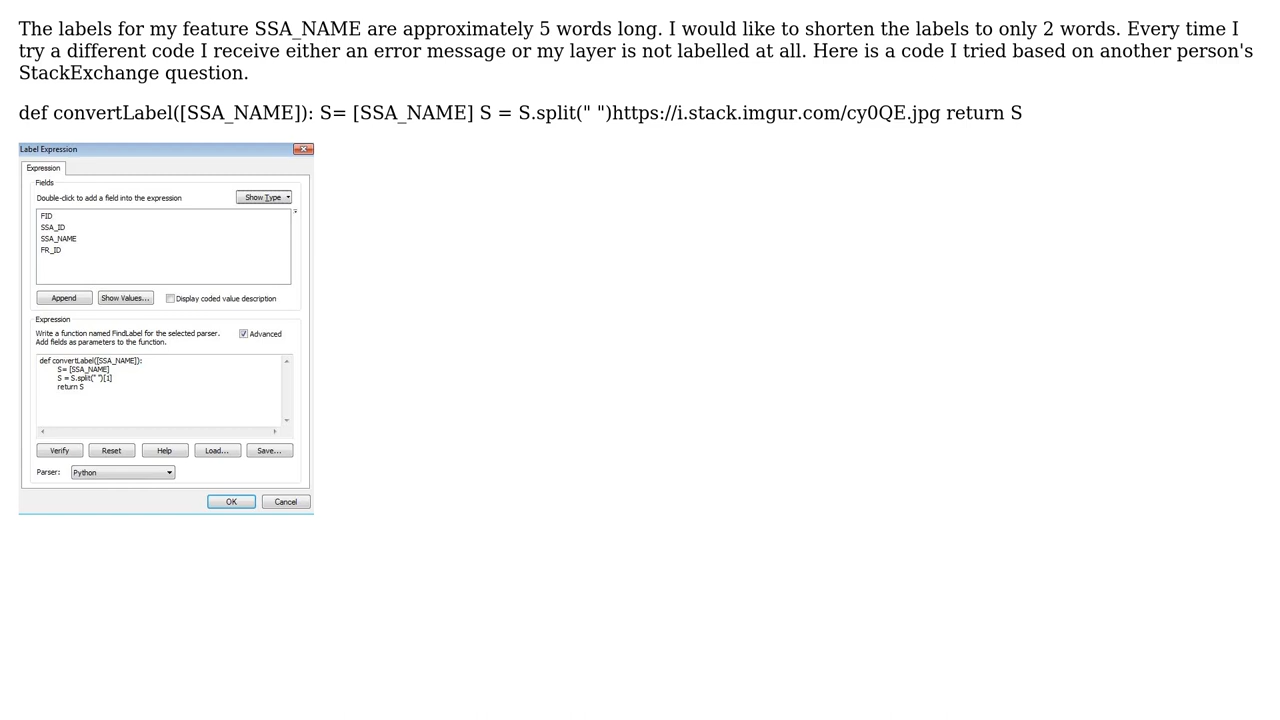 The labels for my feature SSA_NAME are approximately 5 words long. I would like to shorten the labels to only 2 words. Every time I
try a different code I receive either an error message or my layer is not labelled at all. Here is a code I tried based on another person's
StackExchange question.
def convertLabel([SSA_NAME]): S= [SSA_NAME] S = S.split(" ")https://i.stack.imgur.com/cy0QE.jpg return S
Label Expression
Expression
Fields
Double-click to add a field into the expression
Show Type
FID
SSA_ID
SSA_NAME
FR_ID
Append
Show Values...
Display coded value description
Expression
Write a function named FindLabel for the selected parser.
Add fields as parameters to the function.
Advanced
def convertLabel([SSA_NAME]):
S= [SSA_NAME]
S = S.split(" ")[1]
return S
Verify
Reset
Help
Load...
Save...
Parser:
Python
OK
Cancel